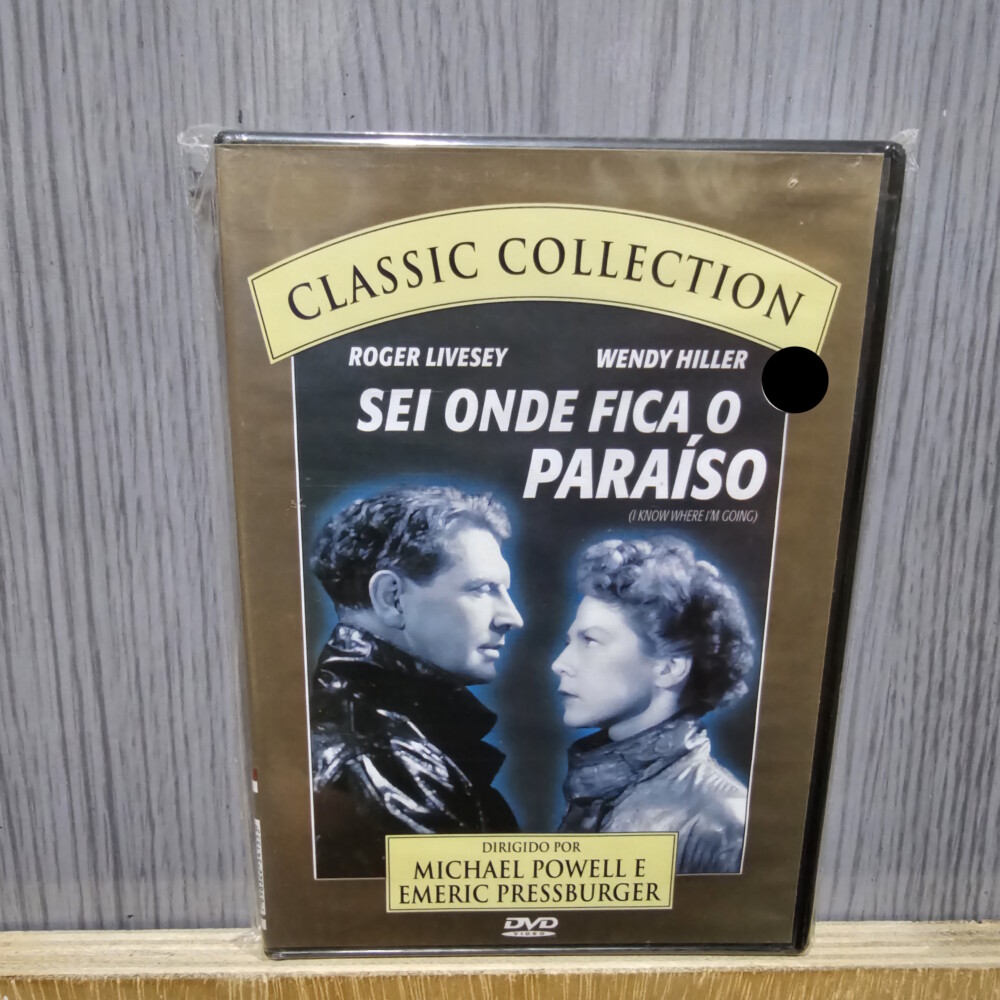 CLASSIC COLLECTION
ROGER LIVESEY WENDY HILLER
SEI ONDE FICA O
PARAÍSO
(I KNOW WHERE I'M GOING)
DIRIGIDO POR
MICHAEL POWELL E
EMERIC PRESSBURGER
DVD
VIDEO